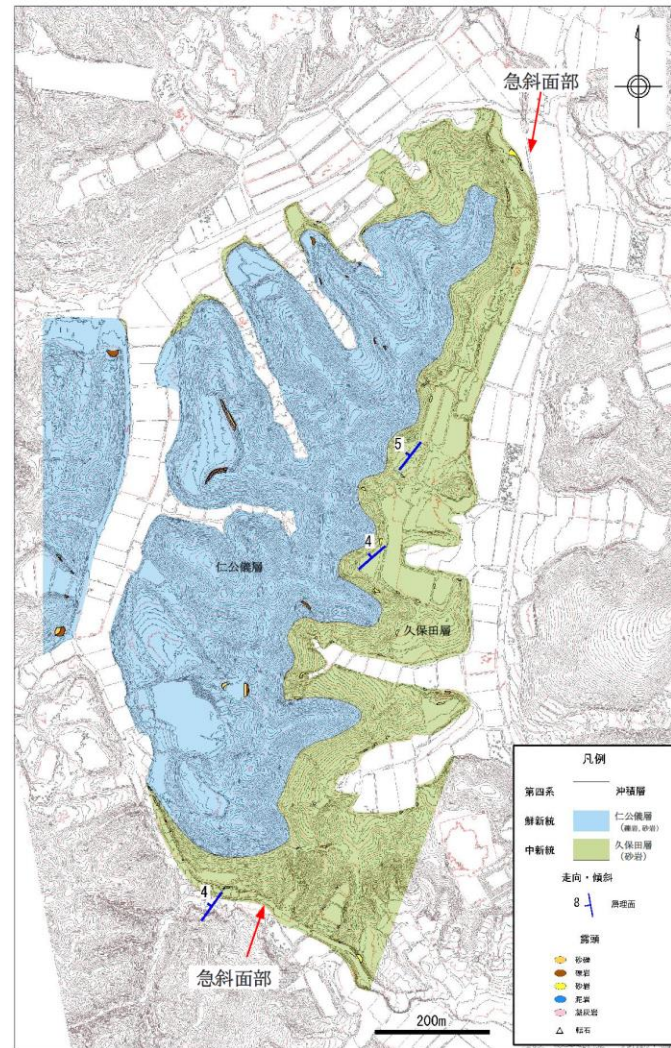 急斜面部
5
4
仁公儀層
久保田層
4
急斜面部
200m
凡例
第四系 沖積層
鮮新統 仁公儀層
(礫岩、砂岩)
中新統 久保田層
(砂岩)
走向・傾斜
8 層理面
露頭
砂礫
礫岩
砂岩
泥岩
凝灰岩
転石